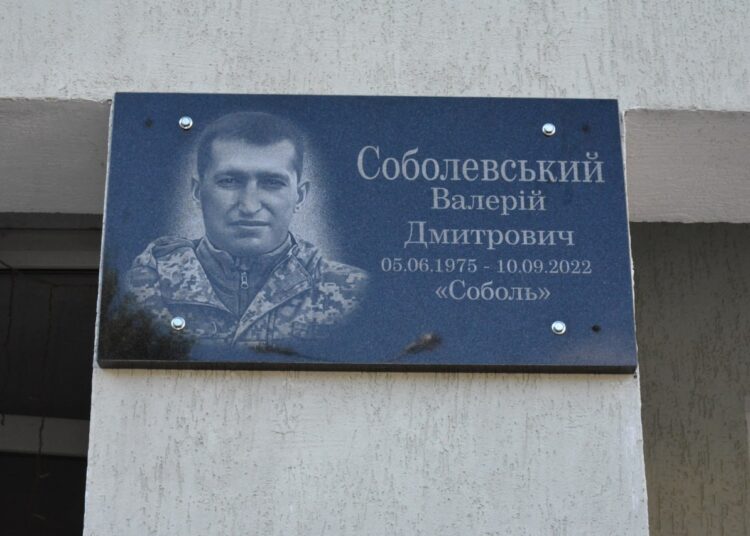 Соболевський
Валерій
Дмитрович
05.06.1975 - 10.09.2022
«Соболь»